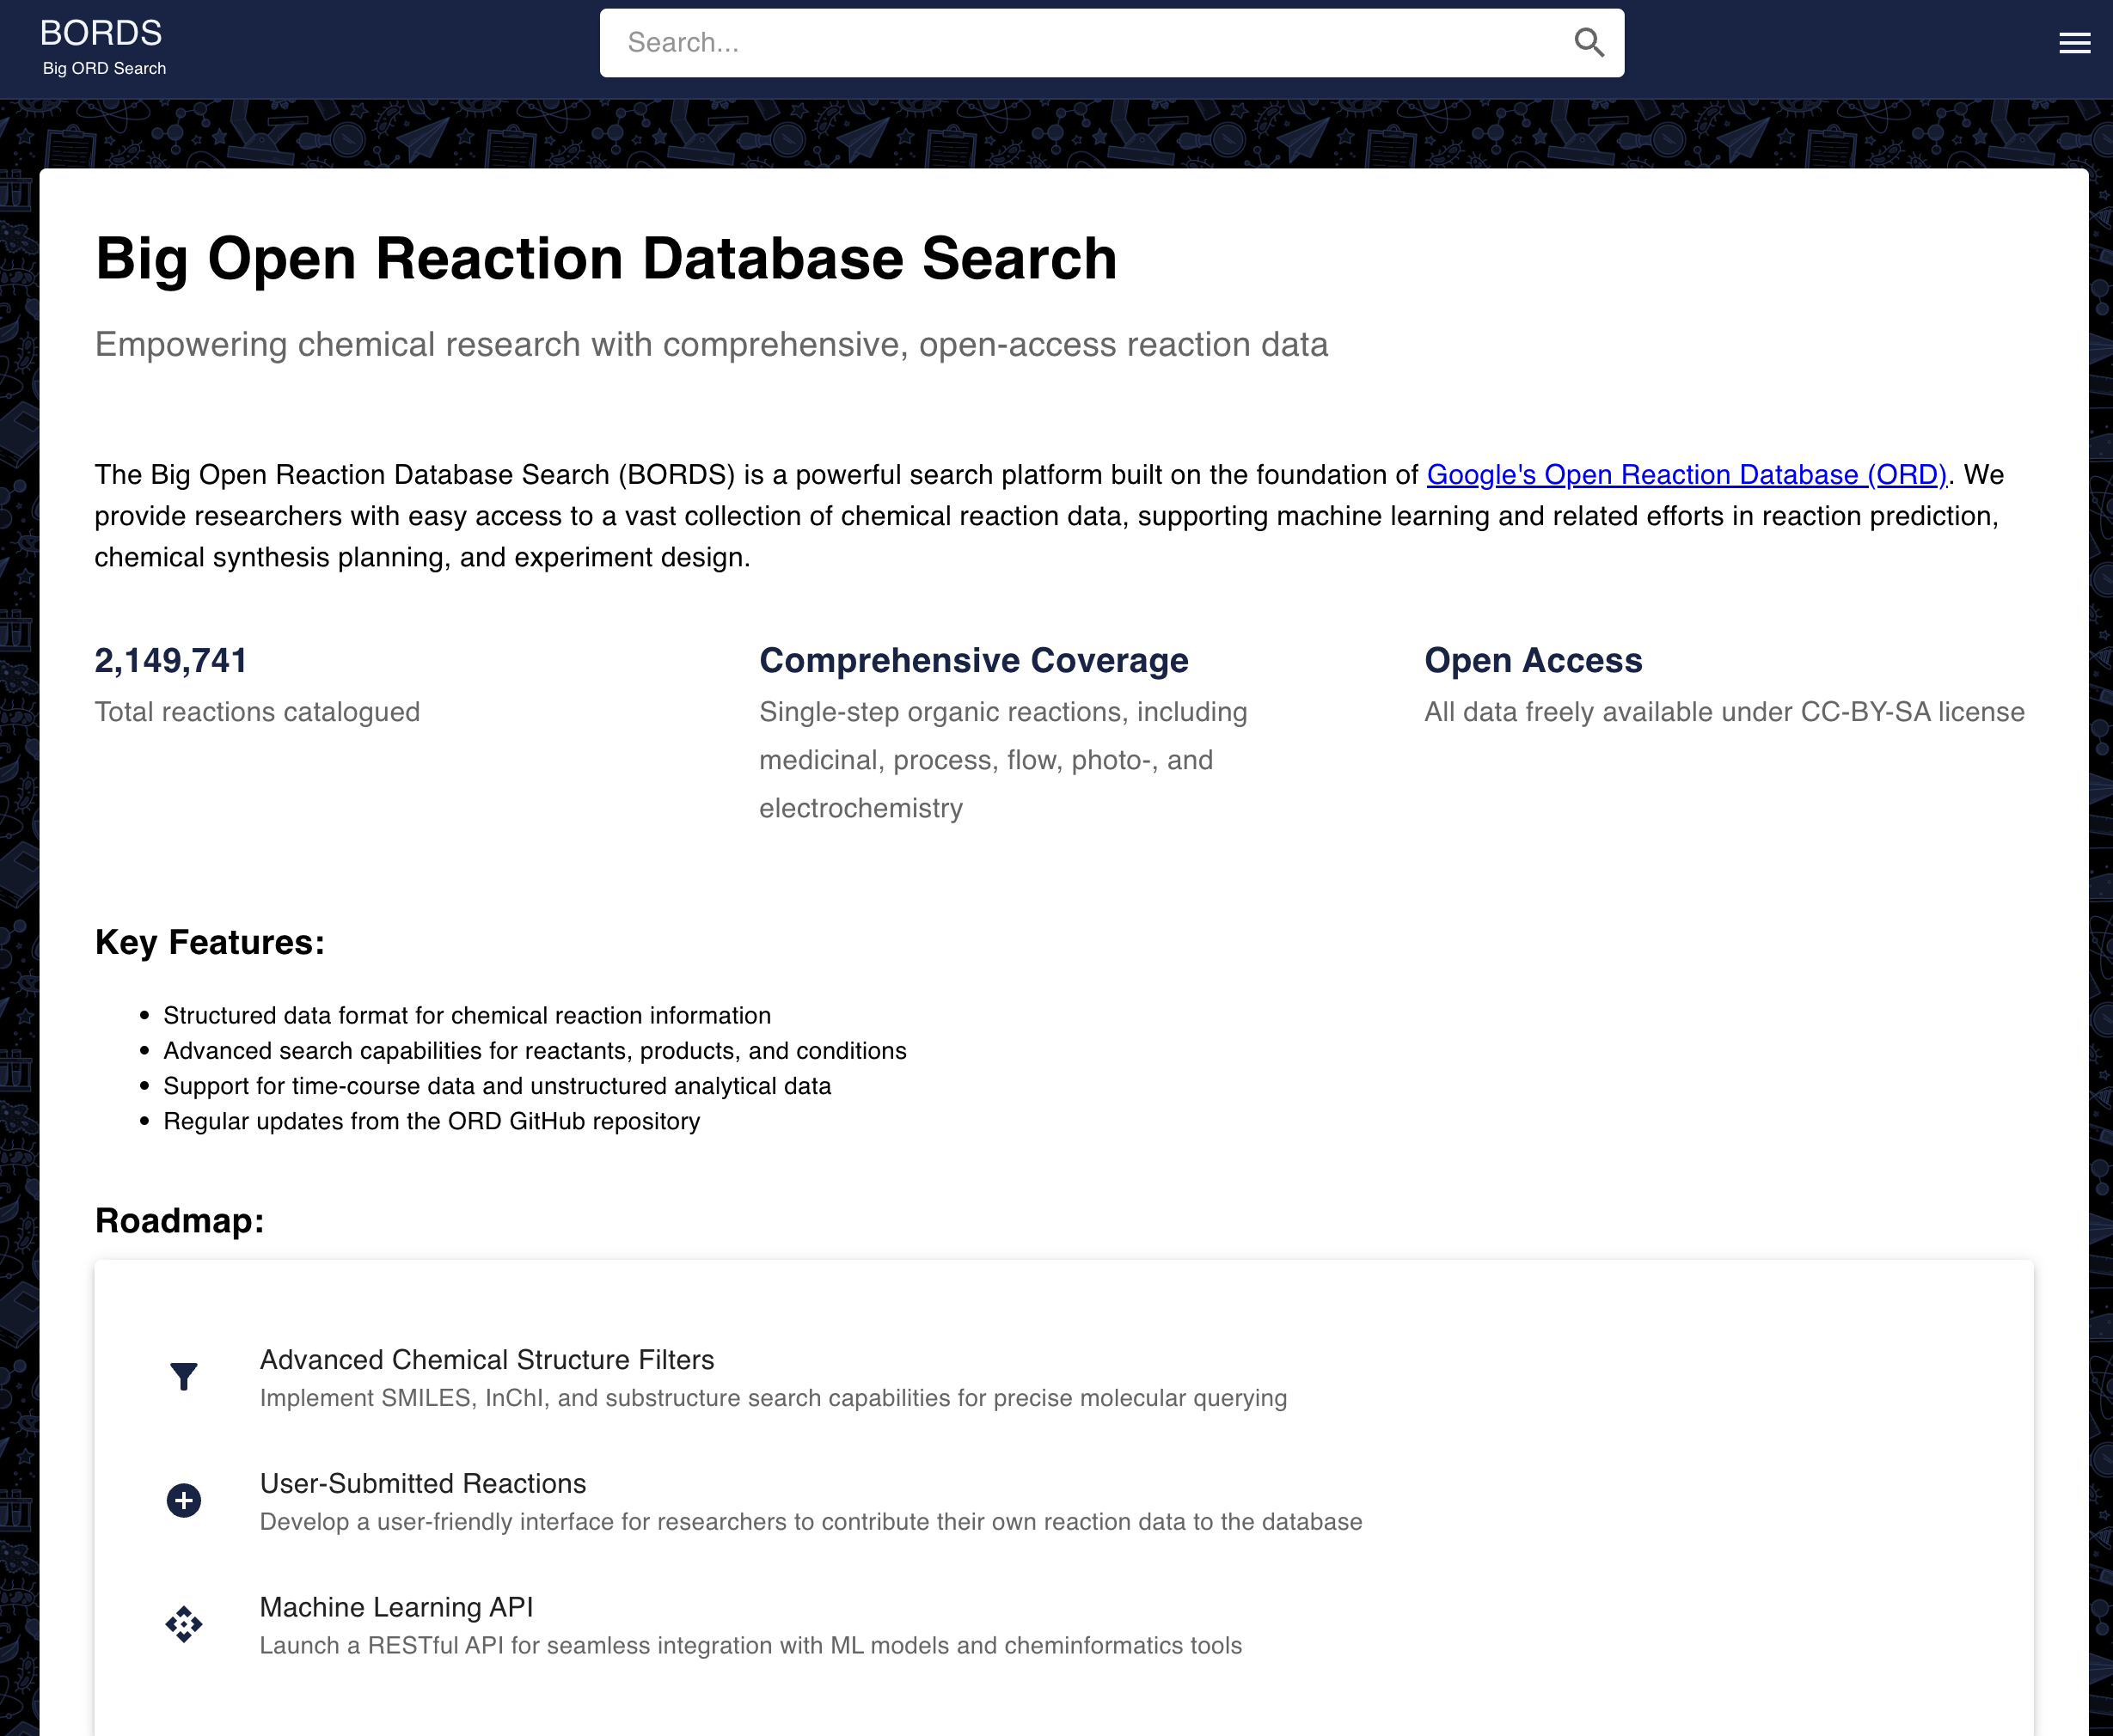 BORDS
Big ORD Search
Search...
Big Open Reaction Database Search
Empowering chemical research with comprehensive, open-access reaction data
The Big Open Reaction Database Search (BORDS) is a powerful search platform built on the foundation of Google's Open Reaction Database (ORD). We
provide researchers with easy access to a vast collection of chemical reaction data, supporting machine learning and related efforts in reaction prediction,
chemical synthesis planning, and experiment design.
2,149,741
Total reactions catalogued
Comprehensive Coverage
Single-step organic reactions, including
medicinal, process, flow, photo-, and
electrochemistry
Open Access
All data freely available under CC-BY-SA license
Key Features:
Structured data format for chemical reaction information
Advanced search capabilities for reactants, products, and conditions
Support for time-course data and unstructured analytical data
Regular updates from the ORD GitHub repository
Roadmap:
Advanced Chemical Structure Filters
Implement SMILES, InChI, and substructure search capabilities for precise molecular querying
User-Submitted Reactions
Develop a user-friendly interface for researchers to contribute their own reaction data to the database
Machine Learning API
Launch a RESTful API for seamless integration with ML models and cheminformatics tools